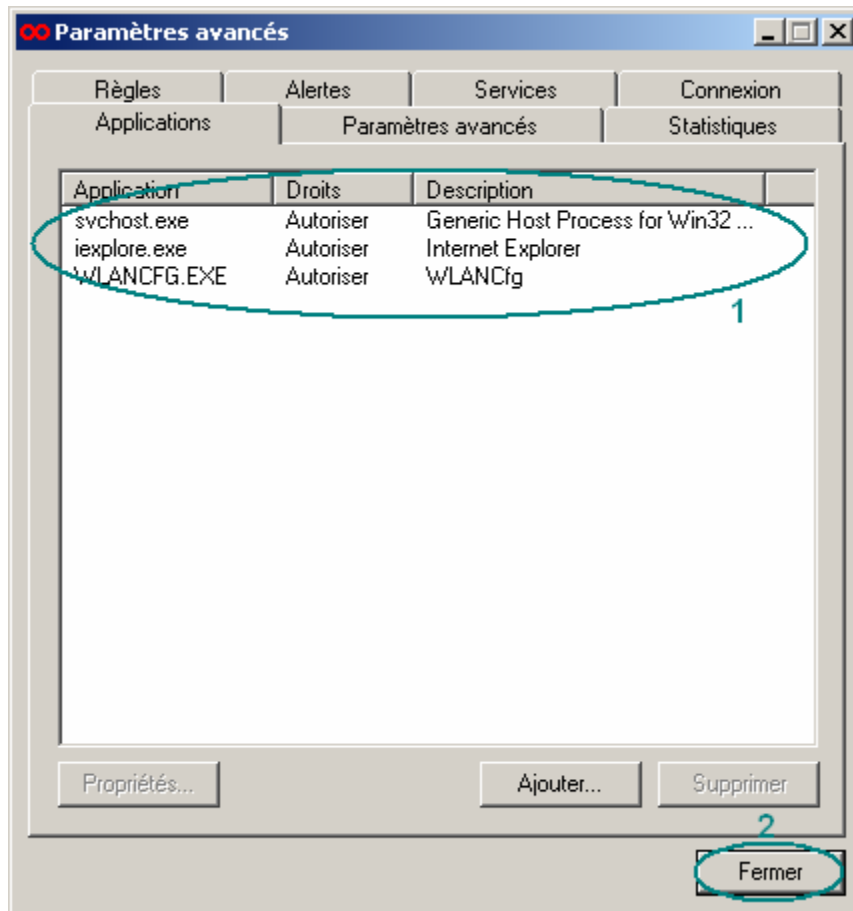 Paramètres avancés
Règles Alertes Services Connexion
Applications Paramètres avancés Statistiques
Application Droits Description
svchost.exe Autoriser Generic Host Process for Win32 ...
iexplore.exe Autoriser Internet Explorer
WLANCFG.EXE Autoriser WLANCfg
1
Propriétés... Ajouter... Supprimer
2
Fermer